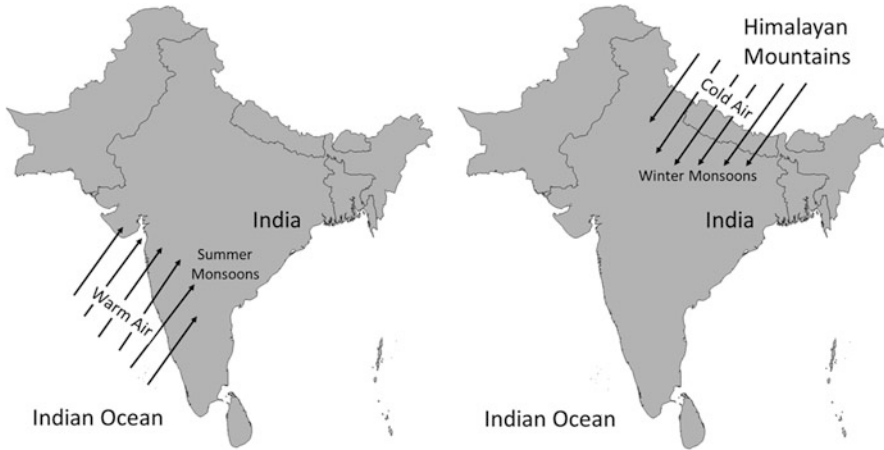 India
Summer
Monsoons
Warm Air
Indian Ocean
Himalayan
Mountains
Cold Air
Winter Monsoons
India
Indian Ocean